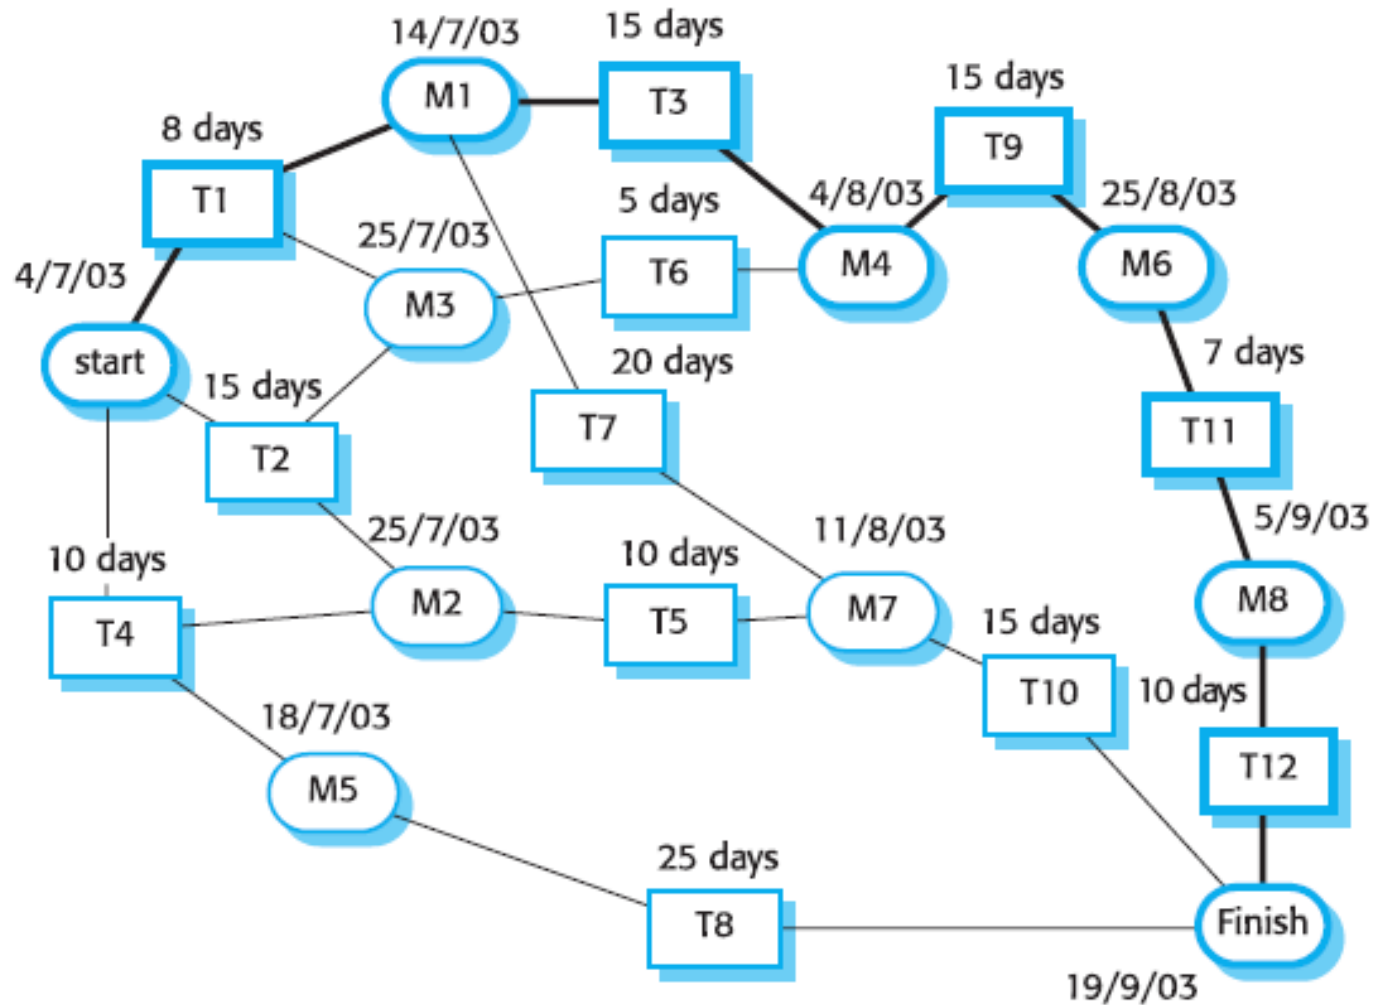 14/7/03
15 days
M1
T3
15 days
8 days
T9
T1
5 days
4/8/03
25/8/03
25/7/03
4/7/03
T6
M4
M6
M3
start
15 days
20 days
7 days
T7
T11
T2
25/7/03
11/8/03
5/9/03
10 days
10 days
M2
M7
M8
T4
T5
15 days
T10
10 days
18/7/03
M5
T12
25 days
T8
Finish
19/9/03